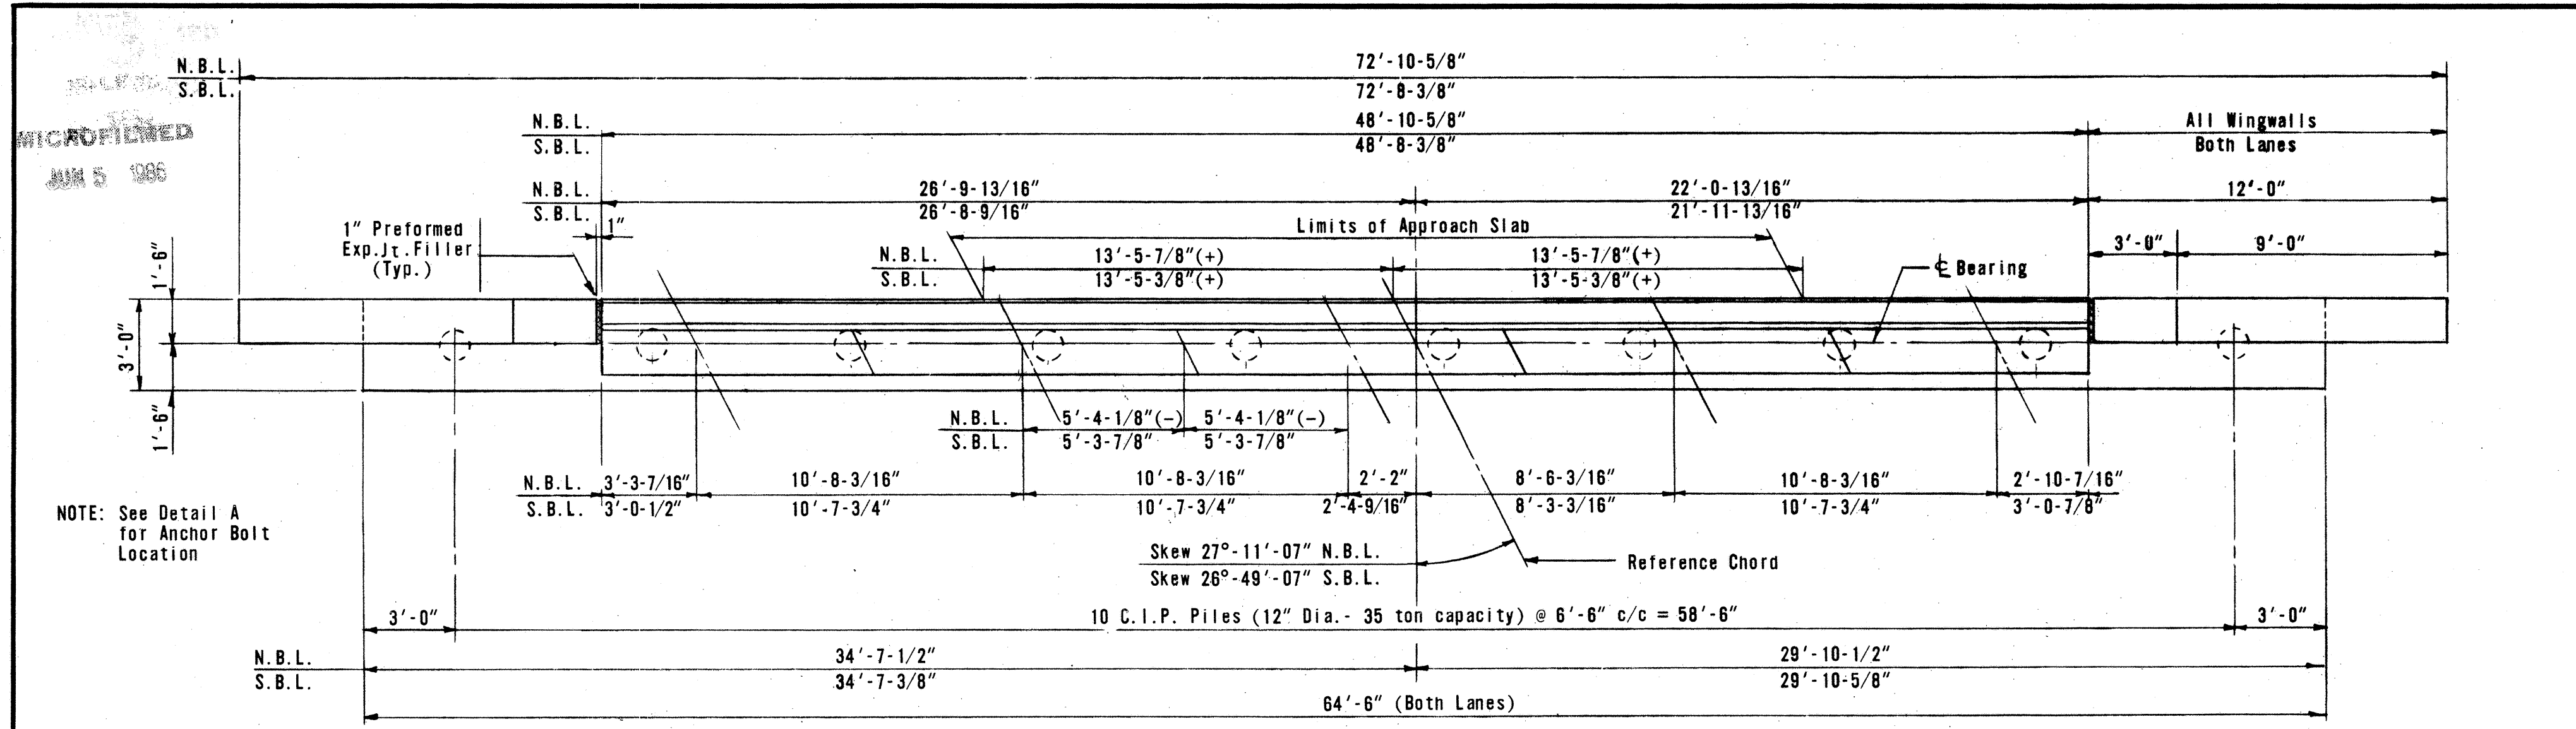 N.B.L. 72'-10-5/8"
S.B.L. 72'-8-3/8"
MICROFILMED
JUN 5 1986
N.B.L. 48'-10-5/8"
S.B.L. 48'-8-3/8"
All Wingwalls
Both Lanes
N.B.L. 26'-9-13/16" 22'-0-13/16" 12'-0"
S.B.L. 26'-8-9/16" 21'-11-13/16"
1" Preformed
Exp.Jt.Filler
(Typ.)
1"
Limits of Approach Slab
3'-0" 9'-0"
N.B.L. 13'-5-7/8"(+) 13'-5-7/8"(+)
S.B.L. 13'-5-3/8"(+) 13'-5-3/8"(+)
℄ Bearing
1'-6"
3'-0"
1'-6"
N.B.L. 5'-4-1/8"(-) 5'-4-1/8"(-)
S.B.L. 5'-3-7/8" 5'-3-7/8"
N.B.L. 3'-3-7/16" 10'-8-3/16" 10'-8-3/16" 2'-2" 8'-6-3/16" 10'-8-3/16" 2'-10-7/16"
S.B.L. 3'-0-1/2" 10'-7-3/4" 10'-7-3/4" 2'-4-9/16" 8'-3-3/16" 10'-7-3/4" 3'-0-7/8"
NOTE: See Detail A
for Anchor Bolt
Location
Skew 27°-11'-07" N.B.L.
Skew 26°-49'-07" S.B.L.
Reference Chord
3'-0" 10 C.I.P. Piles (12" Dia.- 35 ton capacity) @ 6'-6" c/c = 58'-6" 3'-0"
N.B.L. 34'-7-1/2" 29'-10-1/2"
S.B.L. 34'-7-3/8" 29'-10-5/8"
64'-6" (Both Lanes)